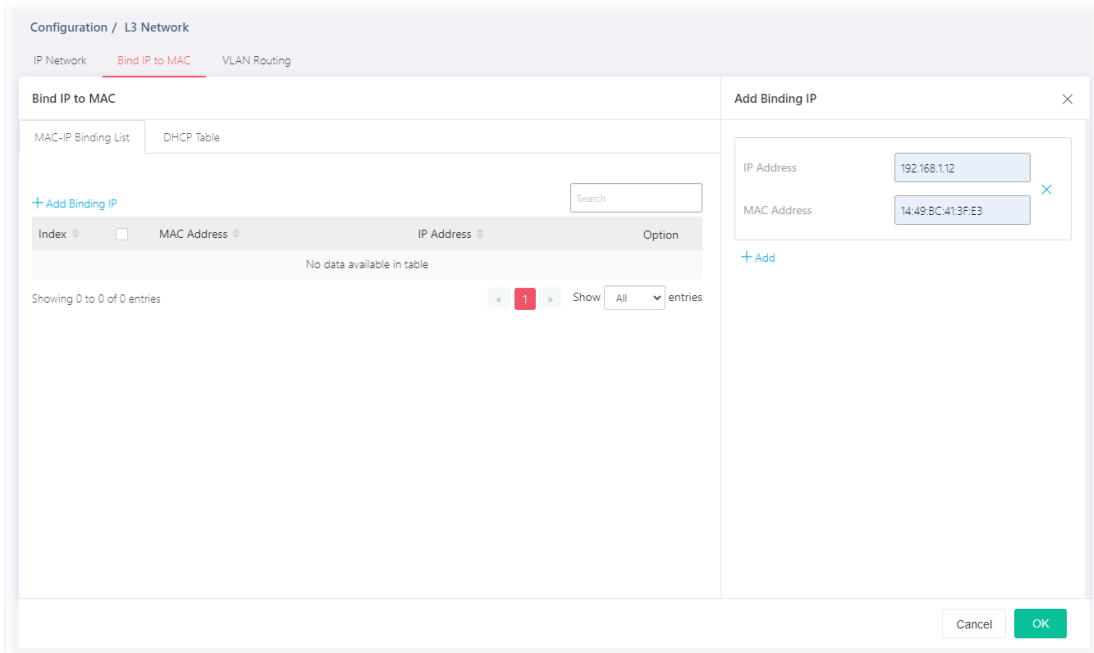 Configuration / L3 Network
IP Network Bind IP to MAC VLAN Routing
Bind IP to MAC
MAC-IP Binding List DHCP Table
+ Add Binding IP
Search
Index MAC Address IP Address Option
No data available in table
Showing 0 to 0 of 0 entries
« 1 » Show All entries
Add Binding IP ×
IP Address 192.168.1.12
×
MAC Address 14:49:BC:41:3F:E3
+ Add
Cancel OK